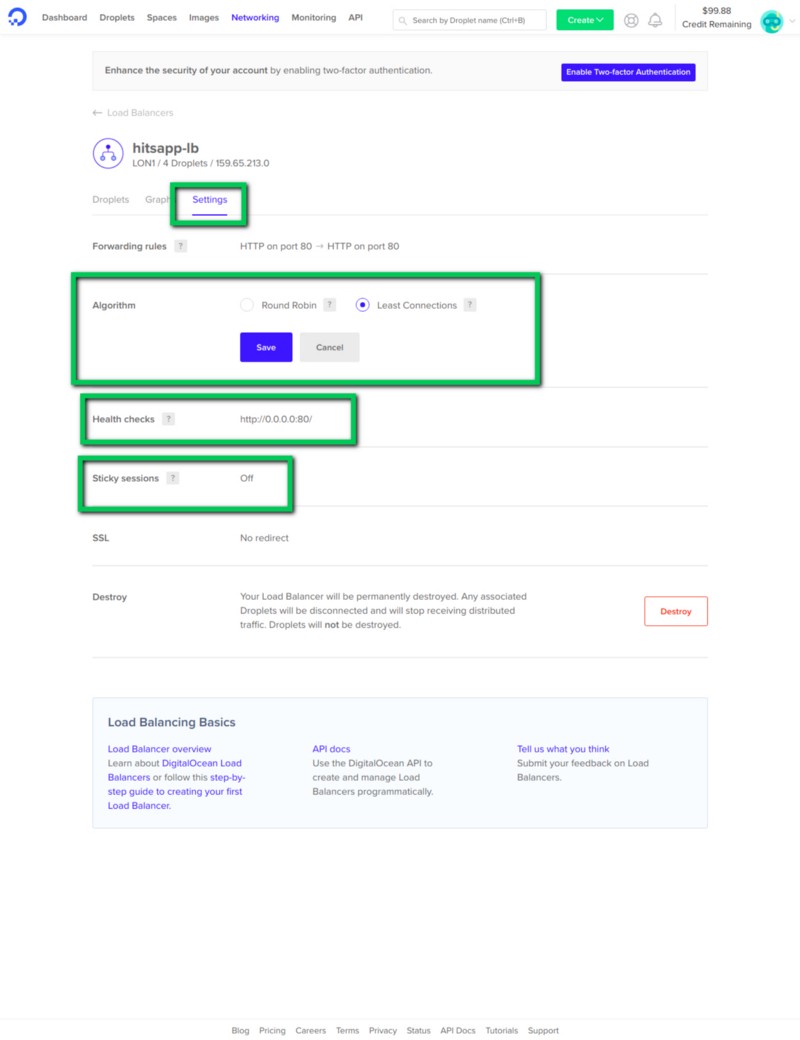 Dashboard Droplets Spaces Images Networking Monitoring API Search by Droplet name (Ctrl+B) Create $99.88
Credit Remaining
Enhance the security of your account by enabling two-factor authentication. Enable Two-factor Authentication
← Load Balancers
hitsapp-lb
LON1 / 4 Droplets / 159.65.213.0
Droplets Graph Settings
Forwarding rules ? HTTP on port 80 → HTTP on port 80
Algorithm Round Robin ? Least Connections ?
Save Cancel
Health checks ? http://0.0.0.0:80/
Sticky sessions ? Off
SSL No redirect
Destroy Your Load Balancer will be permanently destroyed. Any associated
Droplets will be disconnected and will stop receiving distributed
traffic. Droplets will not be destroyed.
Destroy
Load Balancing Basics
Load Balancer overview
Learn about DigitalOcean Load
Balancers or follow this step-by-
step guide to creating your first
Load Balancer.
API docs
Use the DigitalOcean API to
create and manage Load
Balancers programmatically.
Tell us what you think
Submit your feedback on Load
Balancers.
Blog Pricing Careers Terms Privacy Status API Docs Tutorials Support